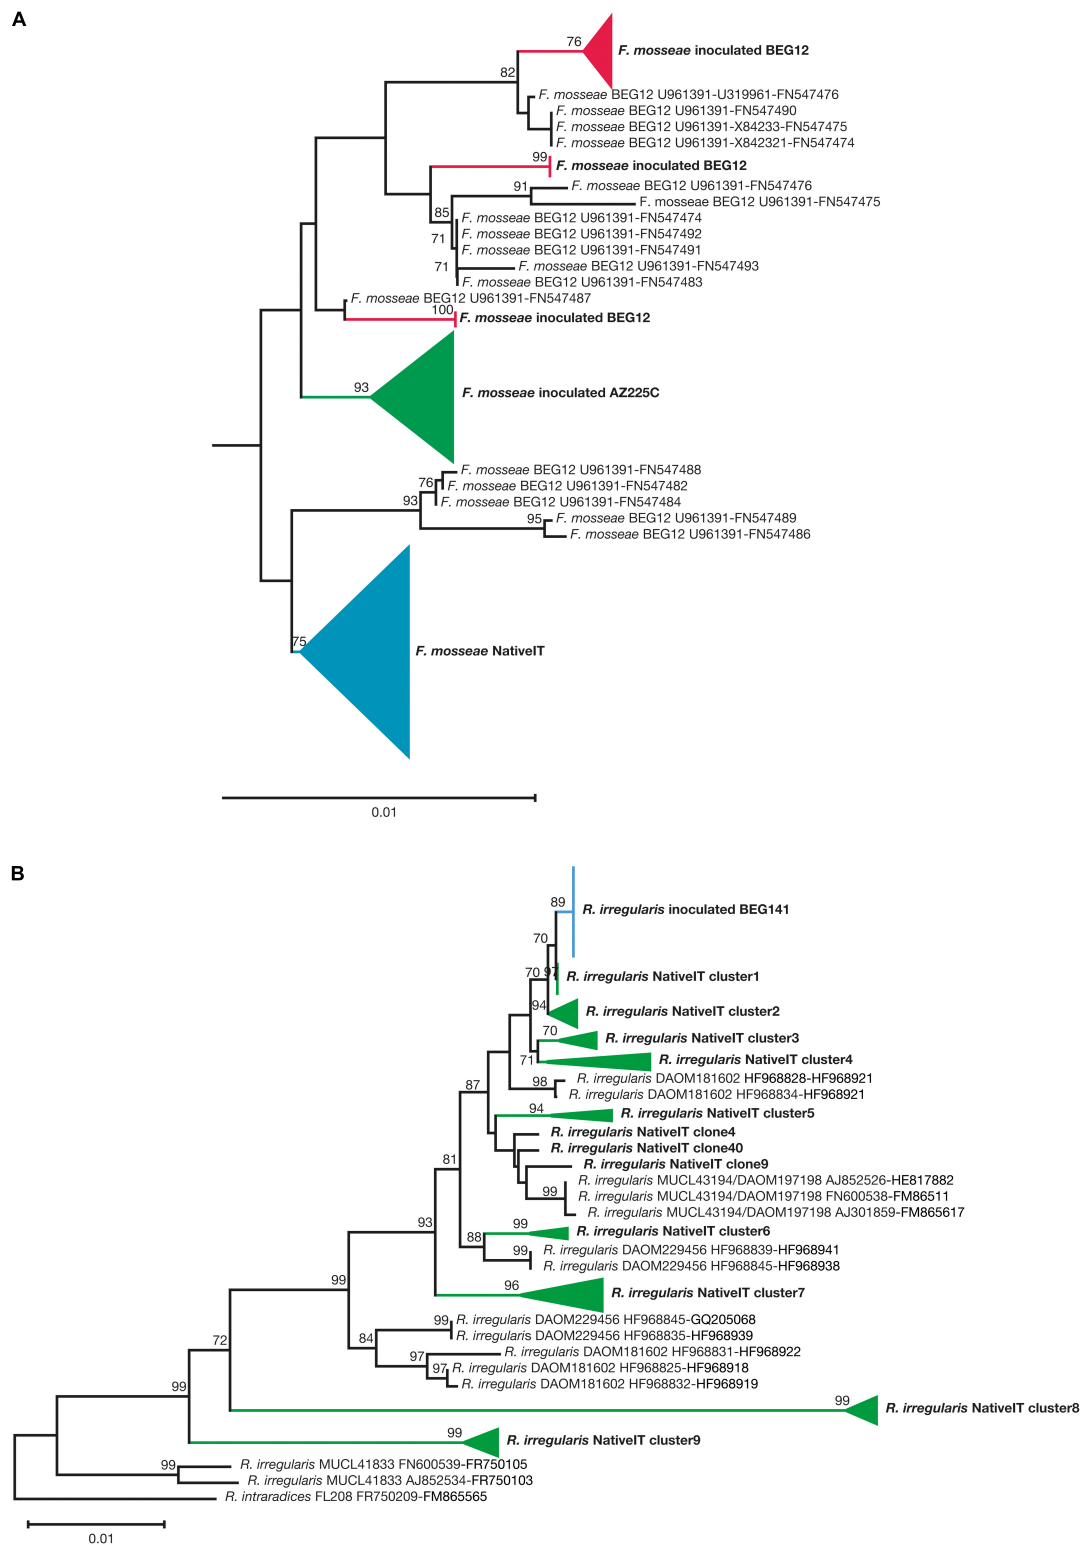 A
76
F. mosseae inoculated BEG12
82
F. mosseae BEG12 U961391-U319961-FN547476
F. mosseae BEG12 U961391-FN547490
F. mosseae BEG12 U961391-X84233-FN547475
F. mosseae BEG12 U961391-X842321-FN547474
99
F. mosseae inoculated BEG12
91
F. mosseae BEG12 U961391-FN547476
F. mosseae BEG12 U961391-FN547475
85
F. mosseae BEG12 U961391-FN547474
71
F. mosseae BEG12 U961391-FN547492
F. mosseae BEG12 U961391-FN547491
71
F. mosseae BEG12 U961391-FN547493
F. mosseae BEG12 U961391-FN547483
F. mosseae BEG12 U961391-FN547487
100
F. mosseae inoculated BEG12
93
F. mosseae inoculated AZ225C
F. mosseae BEG12 U961391-FN547488
76
F. mosseae BEG12 U961391-FN547482
93
F. mosseae BEG12 U961391-FN547484
95
F. mosseae BEG12 U961391-FN547489
F. mosseae BEG12 U961391-FN547486
75
F. mosseae NativeIT
0.01
B
89
R. irregularis inoculated BEG141
70
70
97
R. irregularis NativeIT cluster1
94
R. irregularis NativeIT cluster2
70
R. irregularis NativeIT cluster3
71
R. irregularis NativeIT cluster4
98
R. irregularis DAOM181602 HF968828-HF968921
R. irregularis DAOM181602 HF968834-HF968921
87
94
R. irregularis NativeIT cluster5
R. irregularis NativeIT clone4
R. irregularis NativeIT clone40
81
R. irregularis NativeIT clone9
R. irregularis MUCL43194/DAOM197198 AJ852526-HE817882
99
R. irregularis MUCL43194/DAOM197198 FN600538-FM86511
R. irregularis MUCL43194/DAOM197198 AJ301859-FM865617
93
99
R. irregularis NativeIT cluster6
88
99
R. irregularis DAOM229456 HF968839-HF968941
R. irregularis DAOM229456 HF968845-HF968938
99
96
R. irregularis NativeIT cluster7
99
R. irregularis DAOM229456 HF968845-GQ205068
R. irregularis DAOM229456 HF968835-HF968939
72
84
97
R. irregularis DAOM181602 HF968831-HF968922
97
R. irregularis DAOM181602 HF968825-HF968918
R. irregularis DAOM181602 HF968832-HF968919
99
99
R. irregularis NativeIT cluster8
99
R. irregularis NativeIT cluster9
99
R. irregularis MUCL41833 FN600539-FR750105
R. irregularis MUCL41833 AJ852534-FR750103
R. intraradices FL208 FR750209-FM865565
0.01